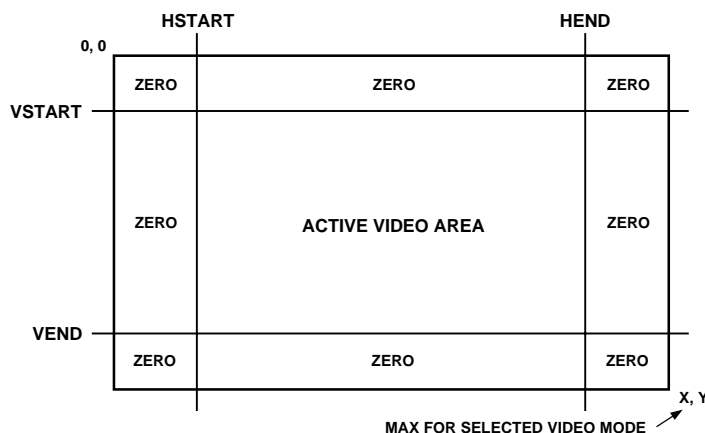 HSTART HEND
0, 0
ZERO ZERO ZERO
VSTART
ZERO ACTIVE VIDEO AREA ZERO
VEND
ZERO ZERO ZERO
X, Y
MAX FOR SELECTED VIDEO MODE